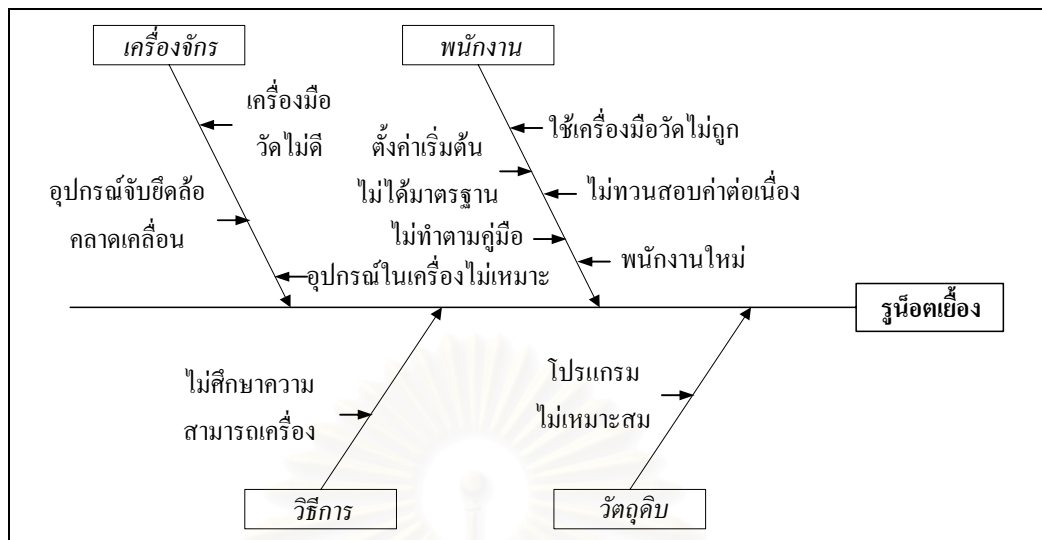 เครื่องจักร
พนักงาน
เครื่องมือ
วัดไม่ดี
อุปกรณ์จับยึดล้อ
คลาดเคลื่อน
อุปกรณ์ในเครื่องไม่เหมาะ
ใช้เครื่องมือวัดไม่ถูก
ตั้งค่าเริ่มต้น
ไม่ได้มาตรฐาน
ไม่ทวนสอบค่าต่อเนื่อง
ไม่ทำตามคู่มือ
พนักงานใหม่
รูน็อตเยื้อง
ไม่ศึกษาความ
สามารถเครื่อง
โปรแกรม
ไม่เหมาะสม
วิธีการ
วัตถุดิบ